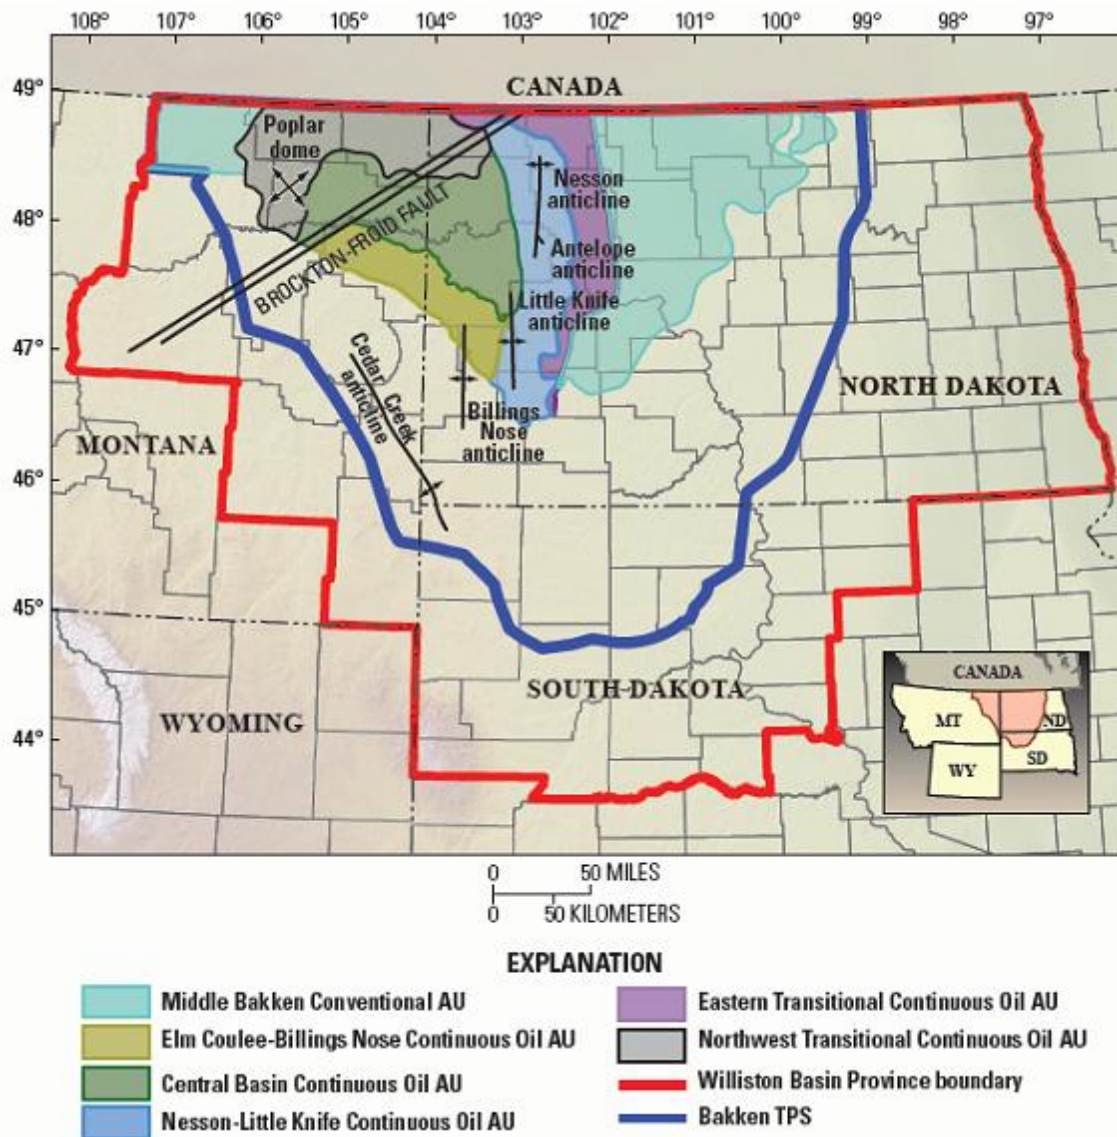 108° 107° 106° 105° 104° 103° 102° 101° 100° 99° 98° 97°
49°
CANADA
Poplar
dome
Nesson
anticline
48°
BROCKTON-FROID FAULT
Antelope
anticline
Little Knife
anticline
47°
Cedar Creek
anticline
NORTH DAKOTA
Billings
Nose
anticline
MONTANA
46°
45°
SOUTH DAKOTA
WYOMING
44°
CANADA
MT
ND
SD
WY
0 50 MILES
0 50 KILOMETERS
EXPLANATION
Middle Bakken Conventional AU
Elm Coulee-Billings Nose Continuous Oil AU
Central Basin Continuous Oil AU
Nesson-Little Knife Continuous Oil AU
Eastern Transitional Continuous Oil AU
Northwest Transitional Continuous Oil AU
Williston Basin Province boundary
Bakken TPS